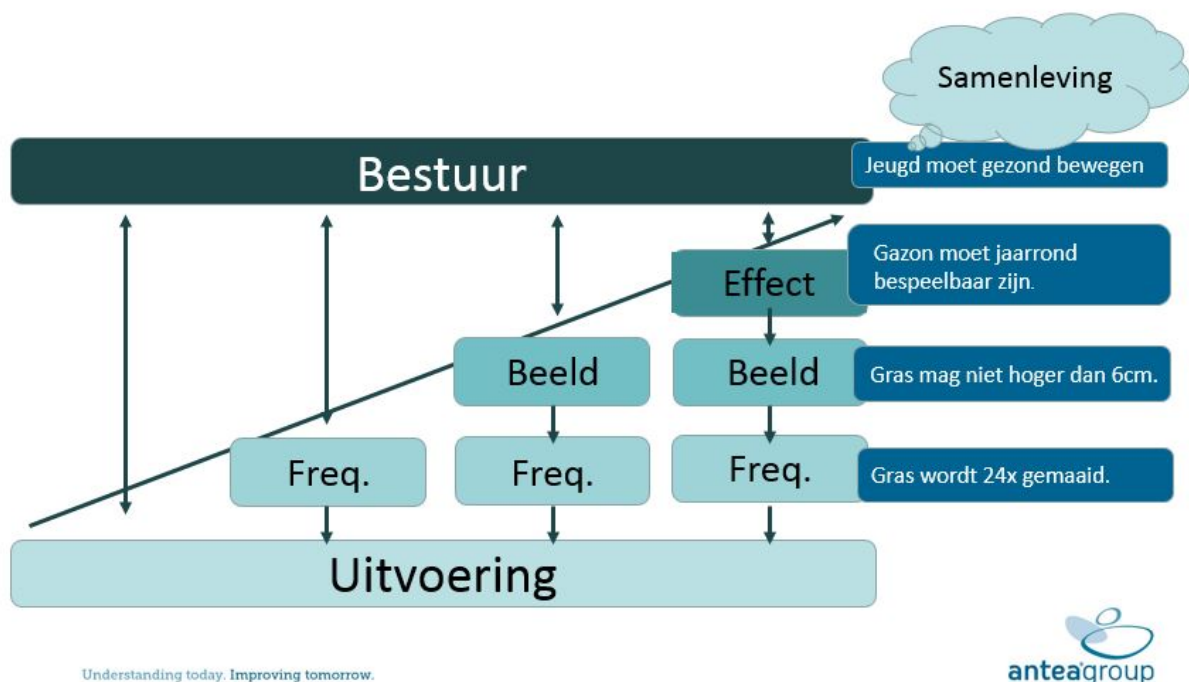 Samenleving
Bestuur
Jeugd moet gezond bewegen
Effect
Gazon moet jaarrond
bespeelbaar zijn.
Beeld
Beeld
Gras mag niet hoger dan 6cm.
Freq.
Freq.
Freq.
Gras wordt 24x gemaaid.
Uitvoering
Understanding today. Improving tomorrow.
anteagroup